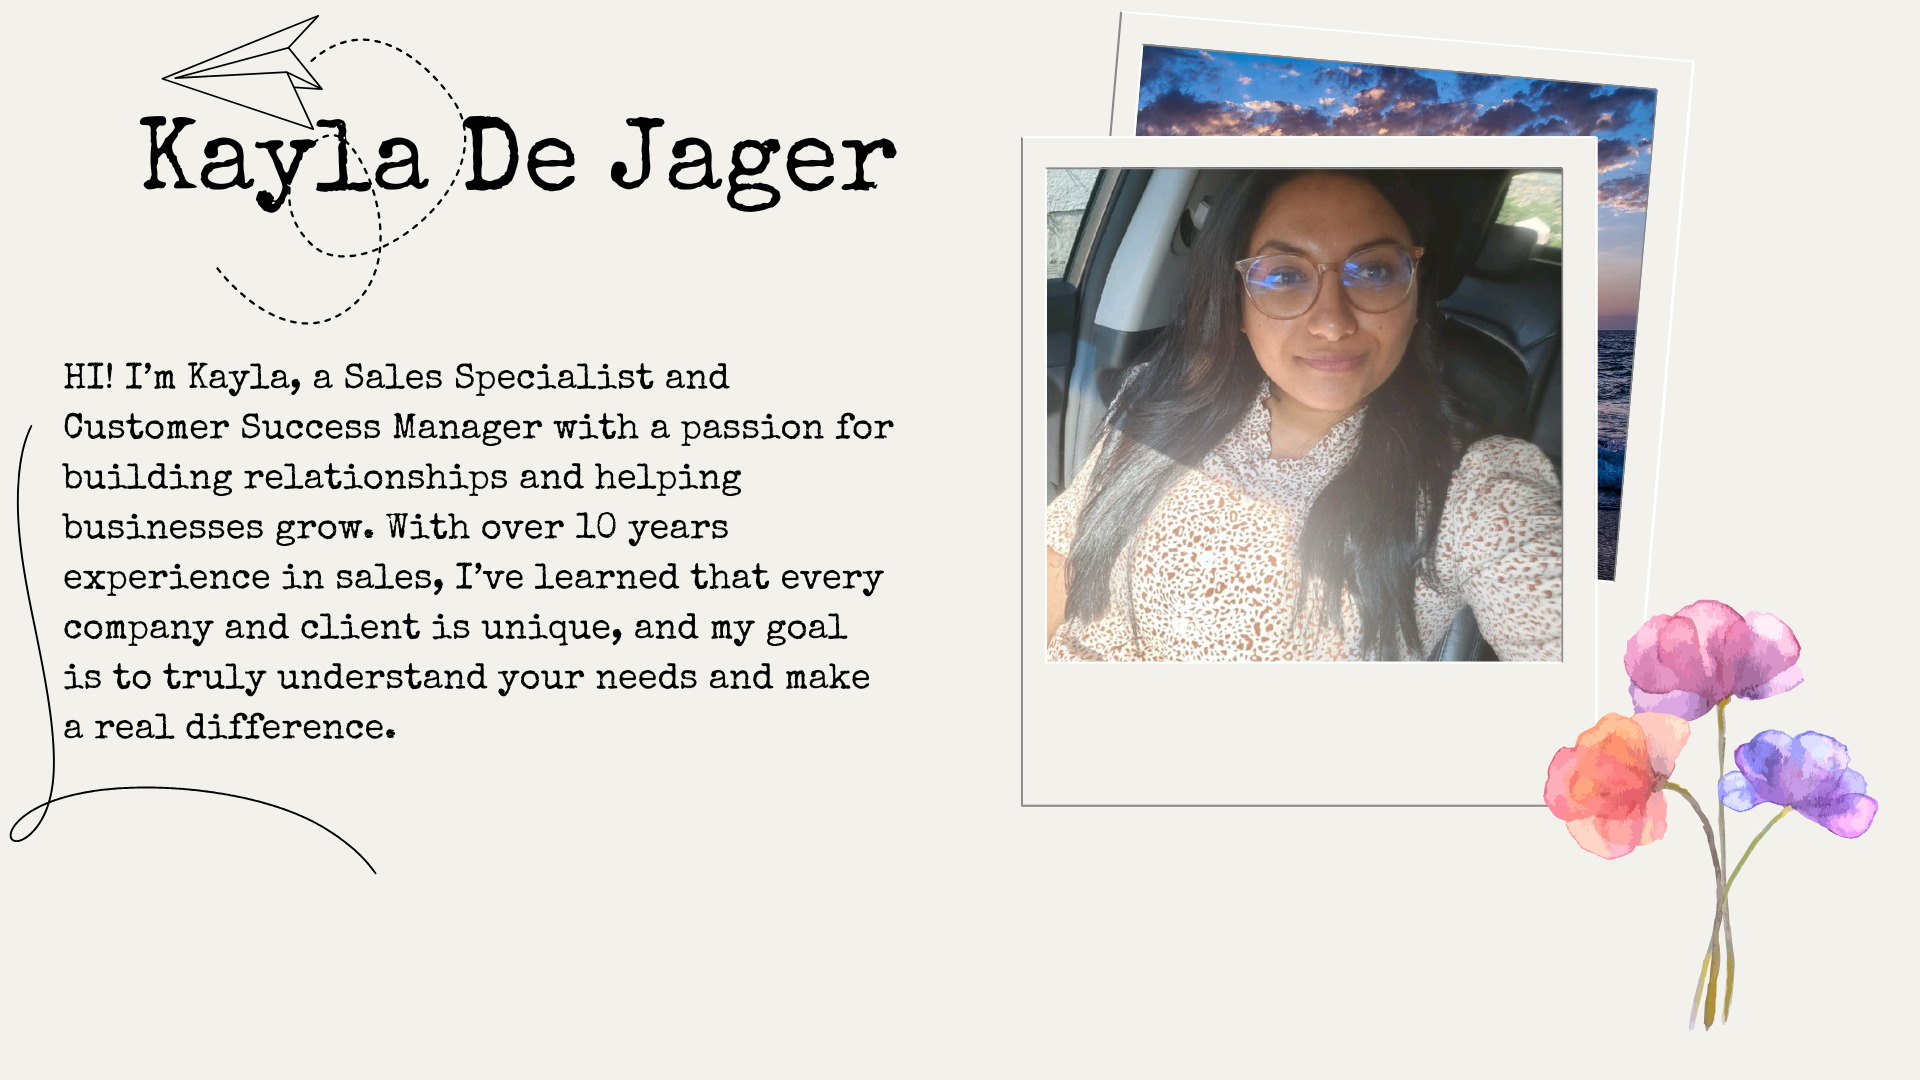 Kayla De Jager
HI! I’m Kayla, a Sales Specialist and
Customer Success Manager with a passion for
building relationships and helping
businesses grow. With over 10 years
experience in sales, I’ve learned that every
company and client is unique, and my goal
is to truly understand your needs and make
a real difference.